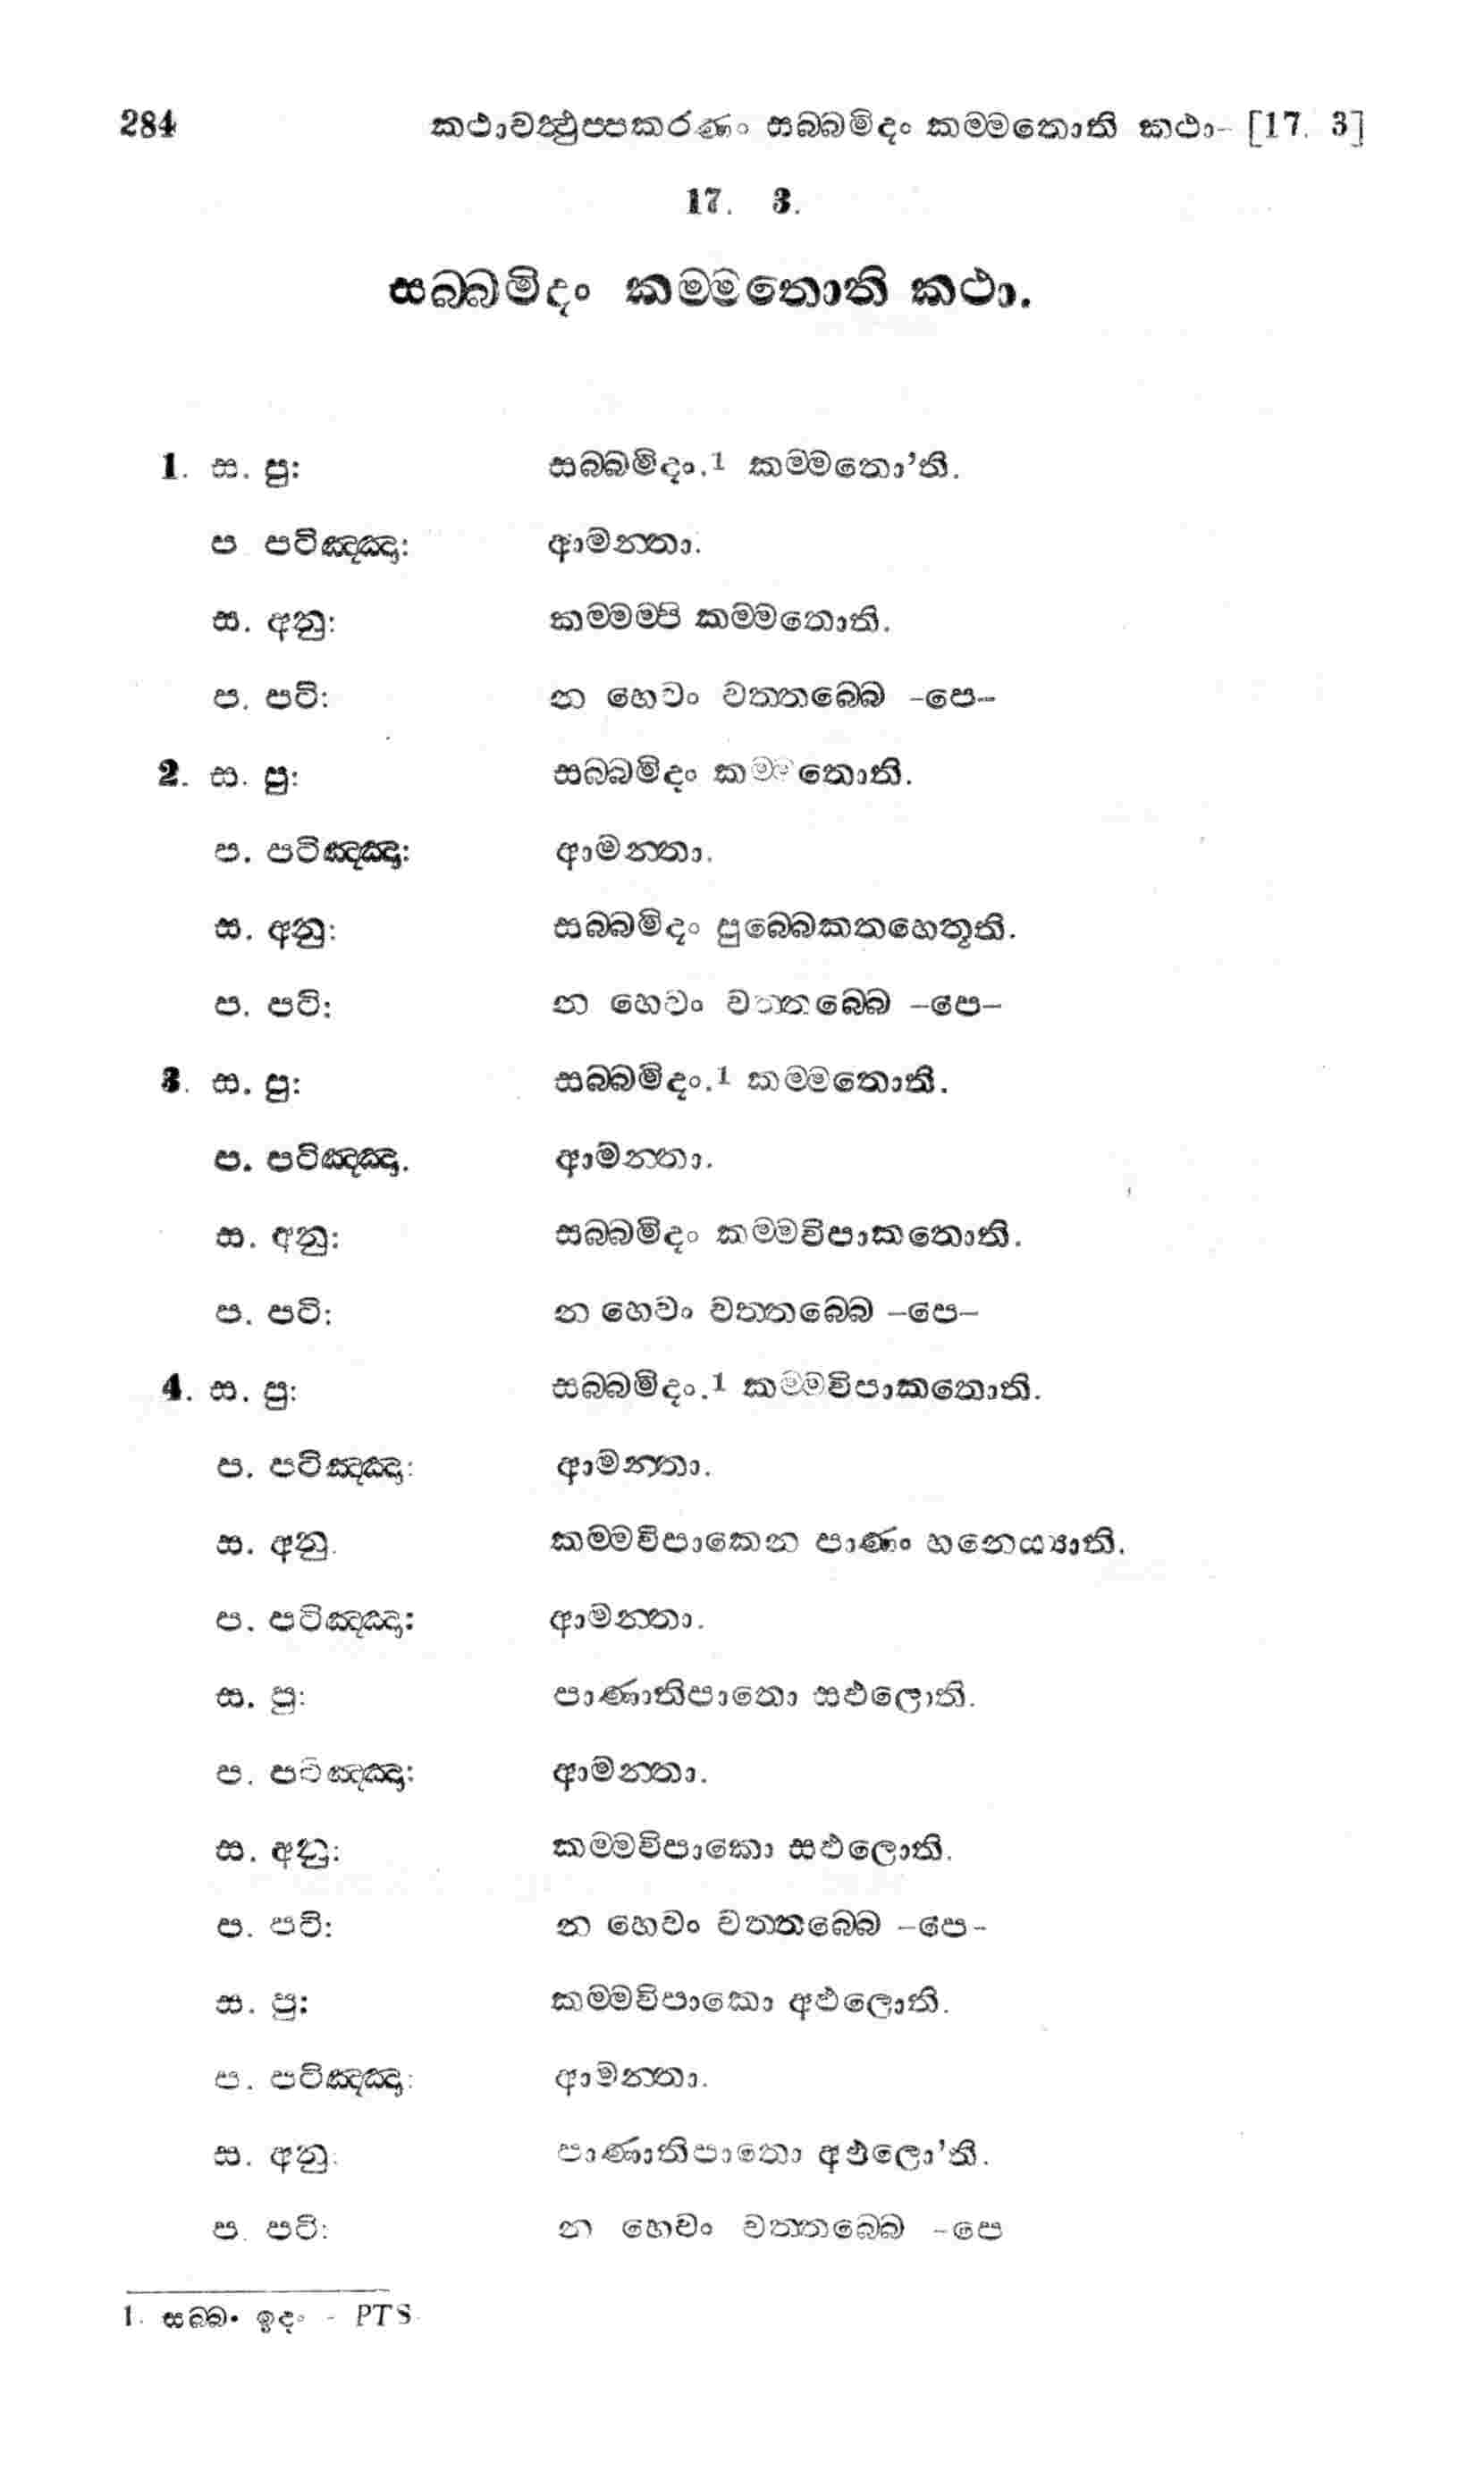 284 කථාවත්‍ථුප්පකරණං සබ්බමිදං කම්මතොති කථා- [17. 3]
17. 3.
සබ්බමිදං කම්මතොති කථා.
1. ස. පු: සබ්බමිදං.1 කම්මතො’ති.
ප පටිඤ්ඤා: ආමන්තා.
ස. අනු: කම්මම්පි කම්මතොති.
ප. පටි: න හෙවං වත්තබ්බෙ -පෙ-
2. ස. පු: සබ්බමිදං කම්මතොති.
ප. පටිඤ්ඤා: ආමන්තා.
ස. අනු: සබ්බමිදං පුබ්බෙකතහෙතූති.
ප. පටි: න හෙවං වත්තබ්බෙ -පෙ-
3. ස. පු: සබ්බමිදං.1 කම්මතොති.
ප. පටිඤ්ඤා. ආමන්තා.
ස. අනු: සබ්බමිදං කම්මවිපාකතොති.
ප. පටි: න හෙවං වත්තබ්බෙ -පෙ-
4. ස. පු: සබ්බමිදං.1 කම්මවිපාකතොති.
ප. පටිඤ්ඤා: ආමන්තා.
ස. අනු. කම්මවිපාකෙන පාණං හනෙය්‍යාති.
ප. පටිඤ්ඤා: ආමන්තා.
ස. පු: පාණාතිපාතො සඵලොති.
ප. පටිඤ්ඤා: ආමන්තා.
ස. අනු: කම්මවිපාකො සඵලොති.
ප. පටි: න හෙවං වත්තබ්බෙ -පෙ-
ස. පු: කම්මවිපාකො අඵලොති.
ප. පටිඤ්ඤා: ආමන්තා.
ස. අනු: පාණාතිපාතො අඵලො’ති.
ප. පටි: න හෙවං වත්තබ්බෙ -පෙ
1. සබ්බං ඉදං - PTS